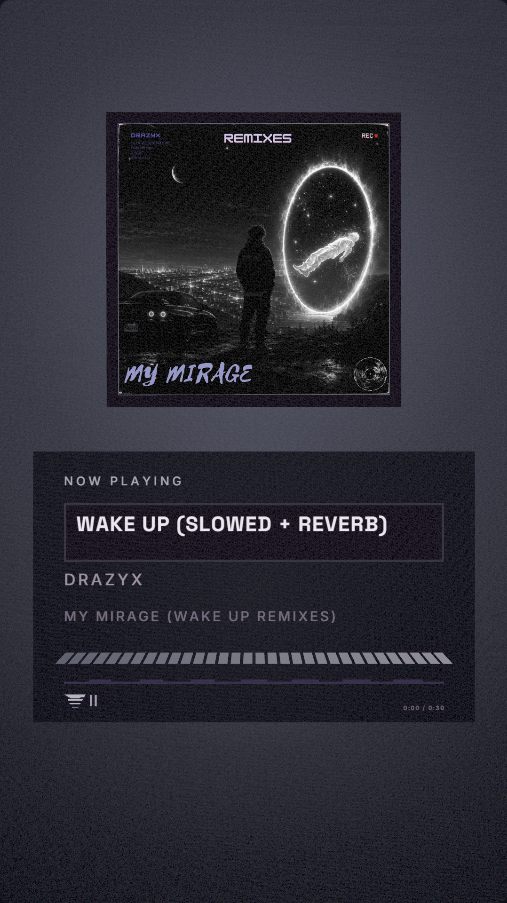 DRAZYX
REMIXES
REC
MY MIRAGE
NOW PLAYING
WAKE UP (SLOWED + REVERB)
DRAZYX
MY MIRAGE (WAKE UP REMIXES)
0:00 / 0:30